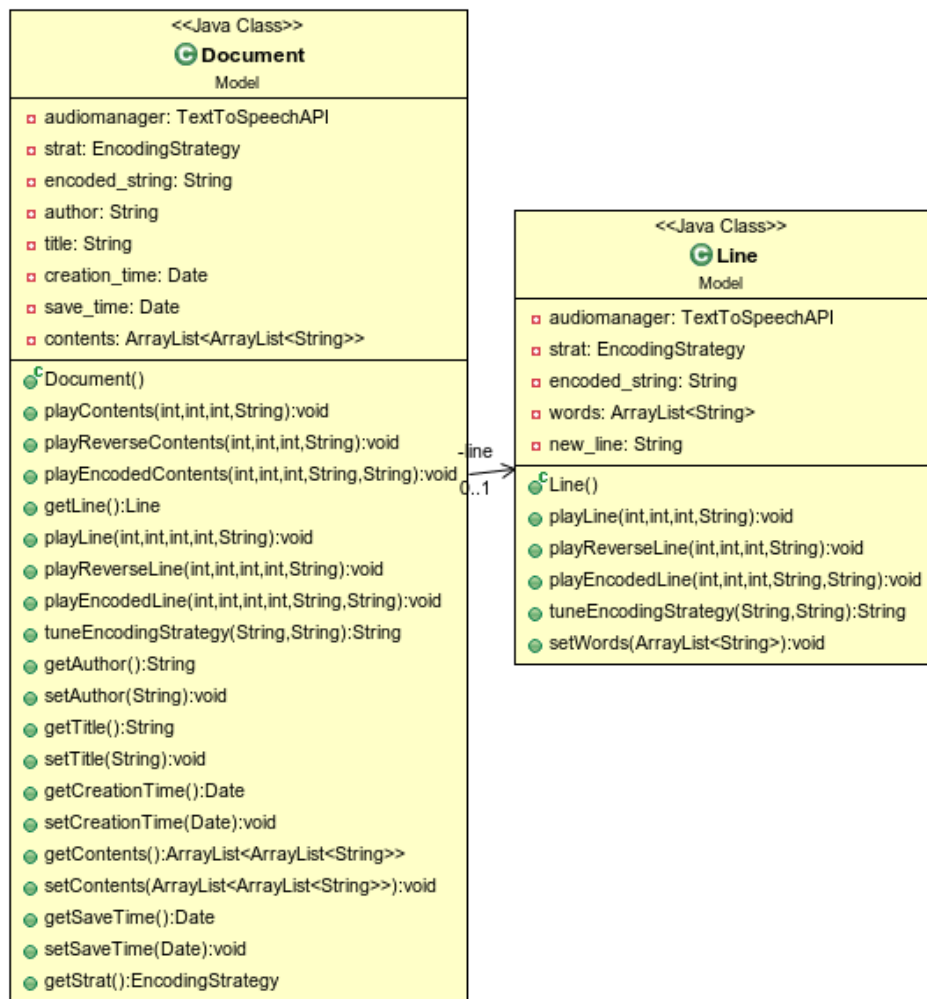 <<Java Class>>
C Document
Model
audiomanager: TextToSpeechAPI
strat: EncodingStrategy
encoded_string: String
author: String
title: String
creation_time: Date
save_time: Date
contents: ArrayList<ArrayList<String>>
C Document()
playContents(int,int,int,String):void
playReverseContents(int,int,int,String):void
playEncodedContents(int,int,int,String,String):void
getLine():Line
playLine(int,int,int,int,String):void
playReverseLine(int,int,int,int,String):void
playEncodedLine(int,int,int,int,String,String):void
tuneEncodingStrategy(String,String):String
getAuthor():String
setAuthor(String):void
getTitle():String
setTitle(String):void
getCreationTime():Date
setCreationTime(Date):void
getContents():ArrayList<ArrayList<String>>
setContents(ArrayList<ArrayList<String>>):void
getSaveTime():Date
setSaveTime(Date):void
getStrat():EncodingStrategy
-line
0..1
<<Java Class>>
C Line
Model
audiomanager: TextToSpeechAPI
strat: EncodingStrategy
encoded_string: String
words: ArrayList<String>
new_line: String
C Line()
playLine(int,int,int,String):void
playReverseLine(int,int,int,String):void
playEncodedLine(int,int,int,String,String):void
tuneEncodingStrategy(String,String):String
setWords(ArrayList<String>):void